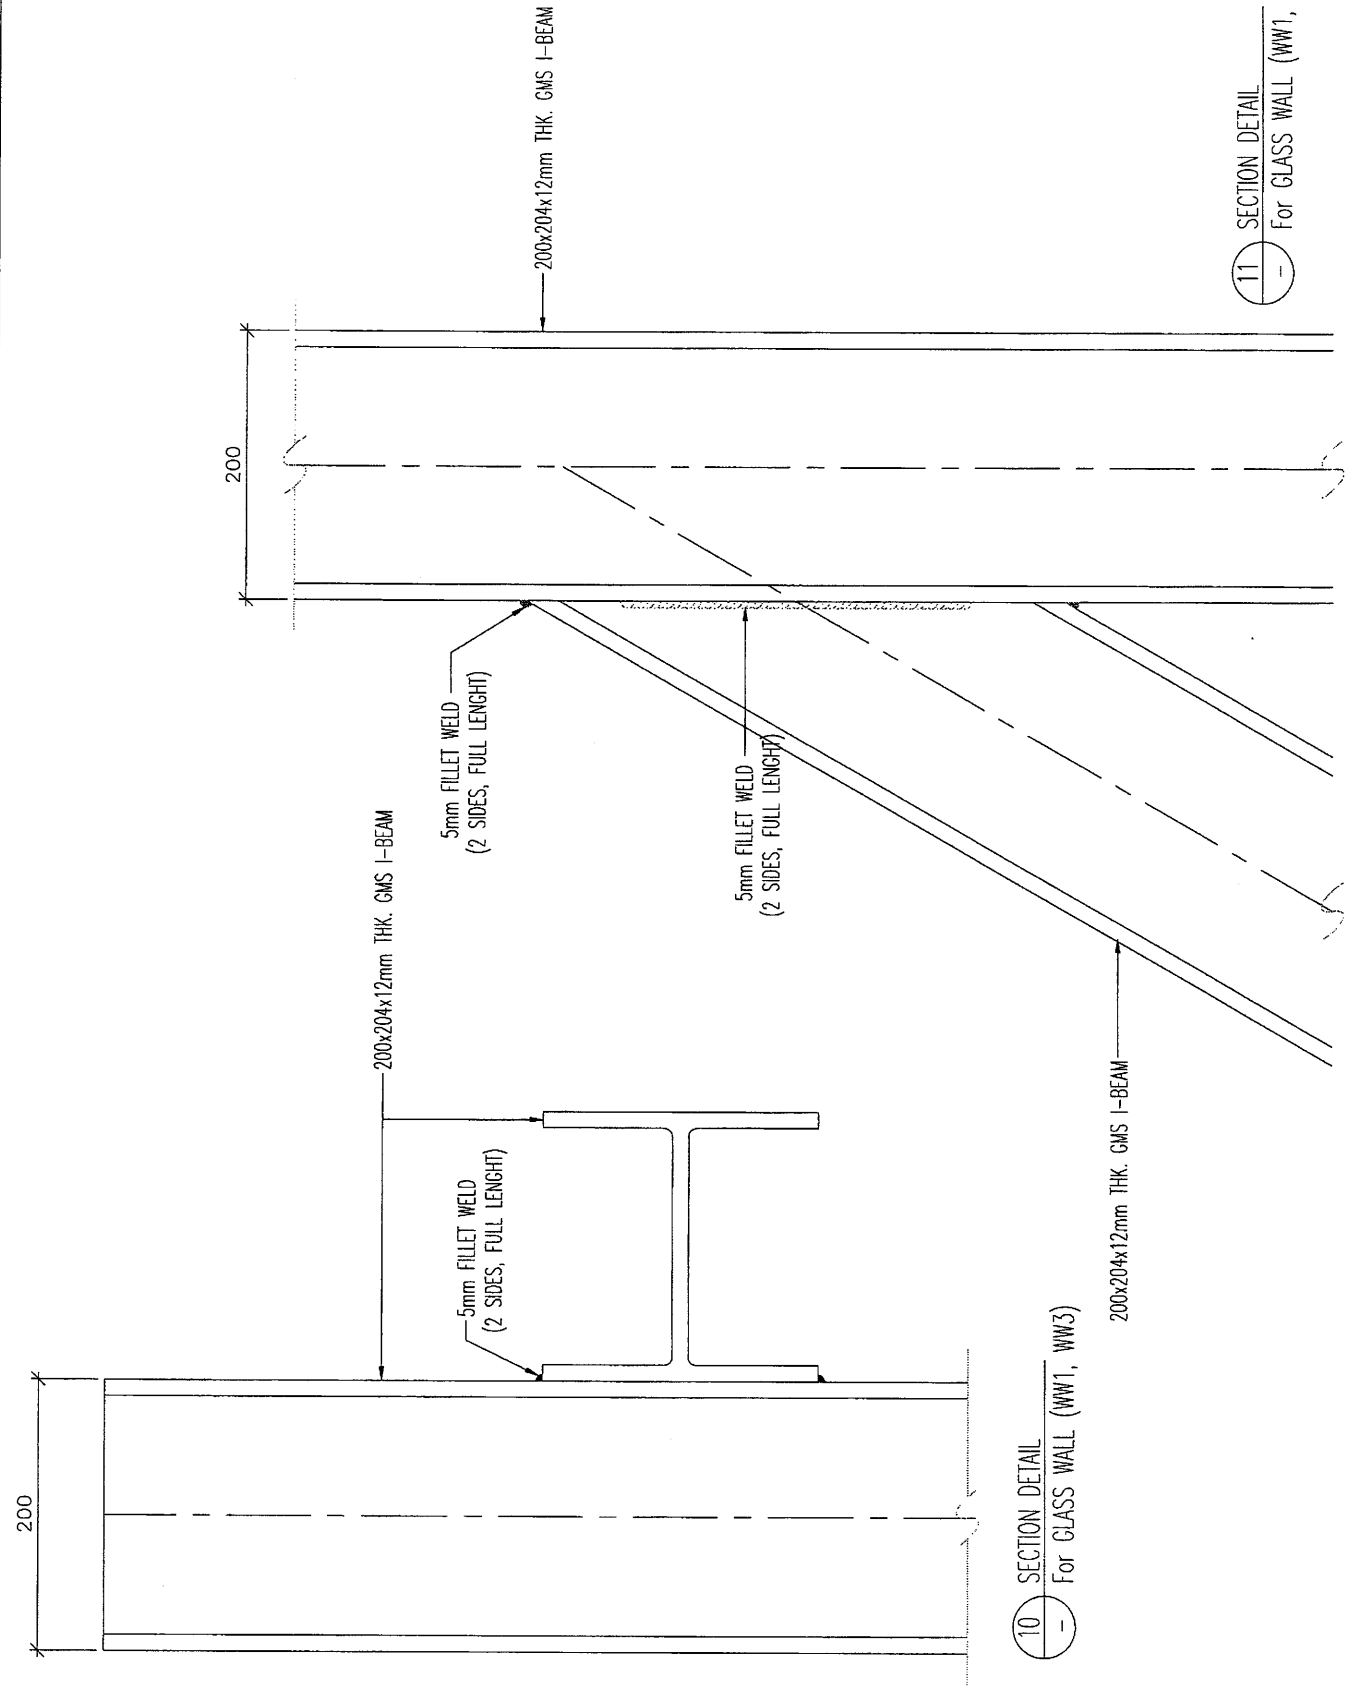 200
200x204x12mm THK. GMS I-BEAM
5mm FILLET WELD
(2 SIDES, FULL LENGHT)
10
-
SECTION DETAIL
For GLASS WALL (WW1, WW3)
200
200x204x12mm THK. GMS I-BEAM
5mm FILLET WELD
(2 SIDES, FULL LENGHT)
5mm FILLET WELD
(2 SIDES, FULL LENGHT)
200x204x12mm THK. GMS I-BEAM
11
-
SECTION DETAIL
For GLASS WALL (WW1,